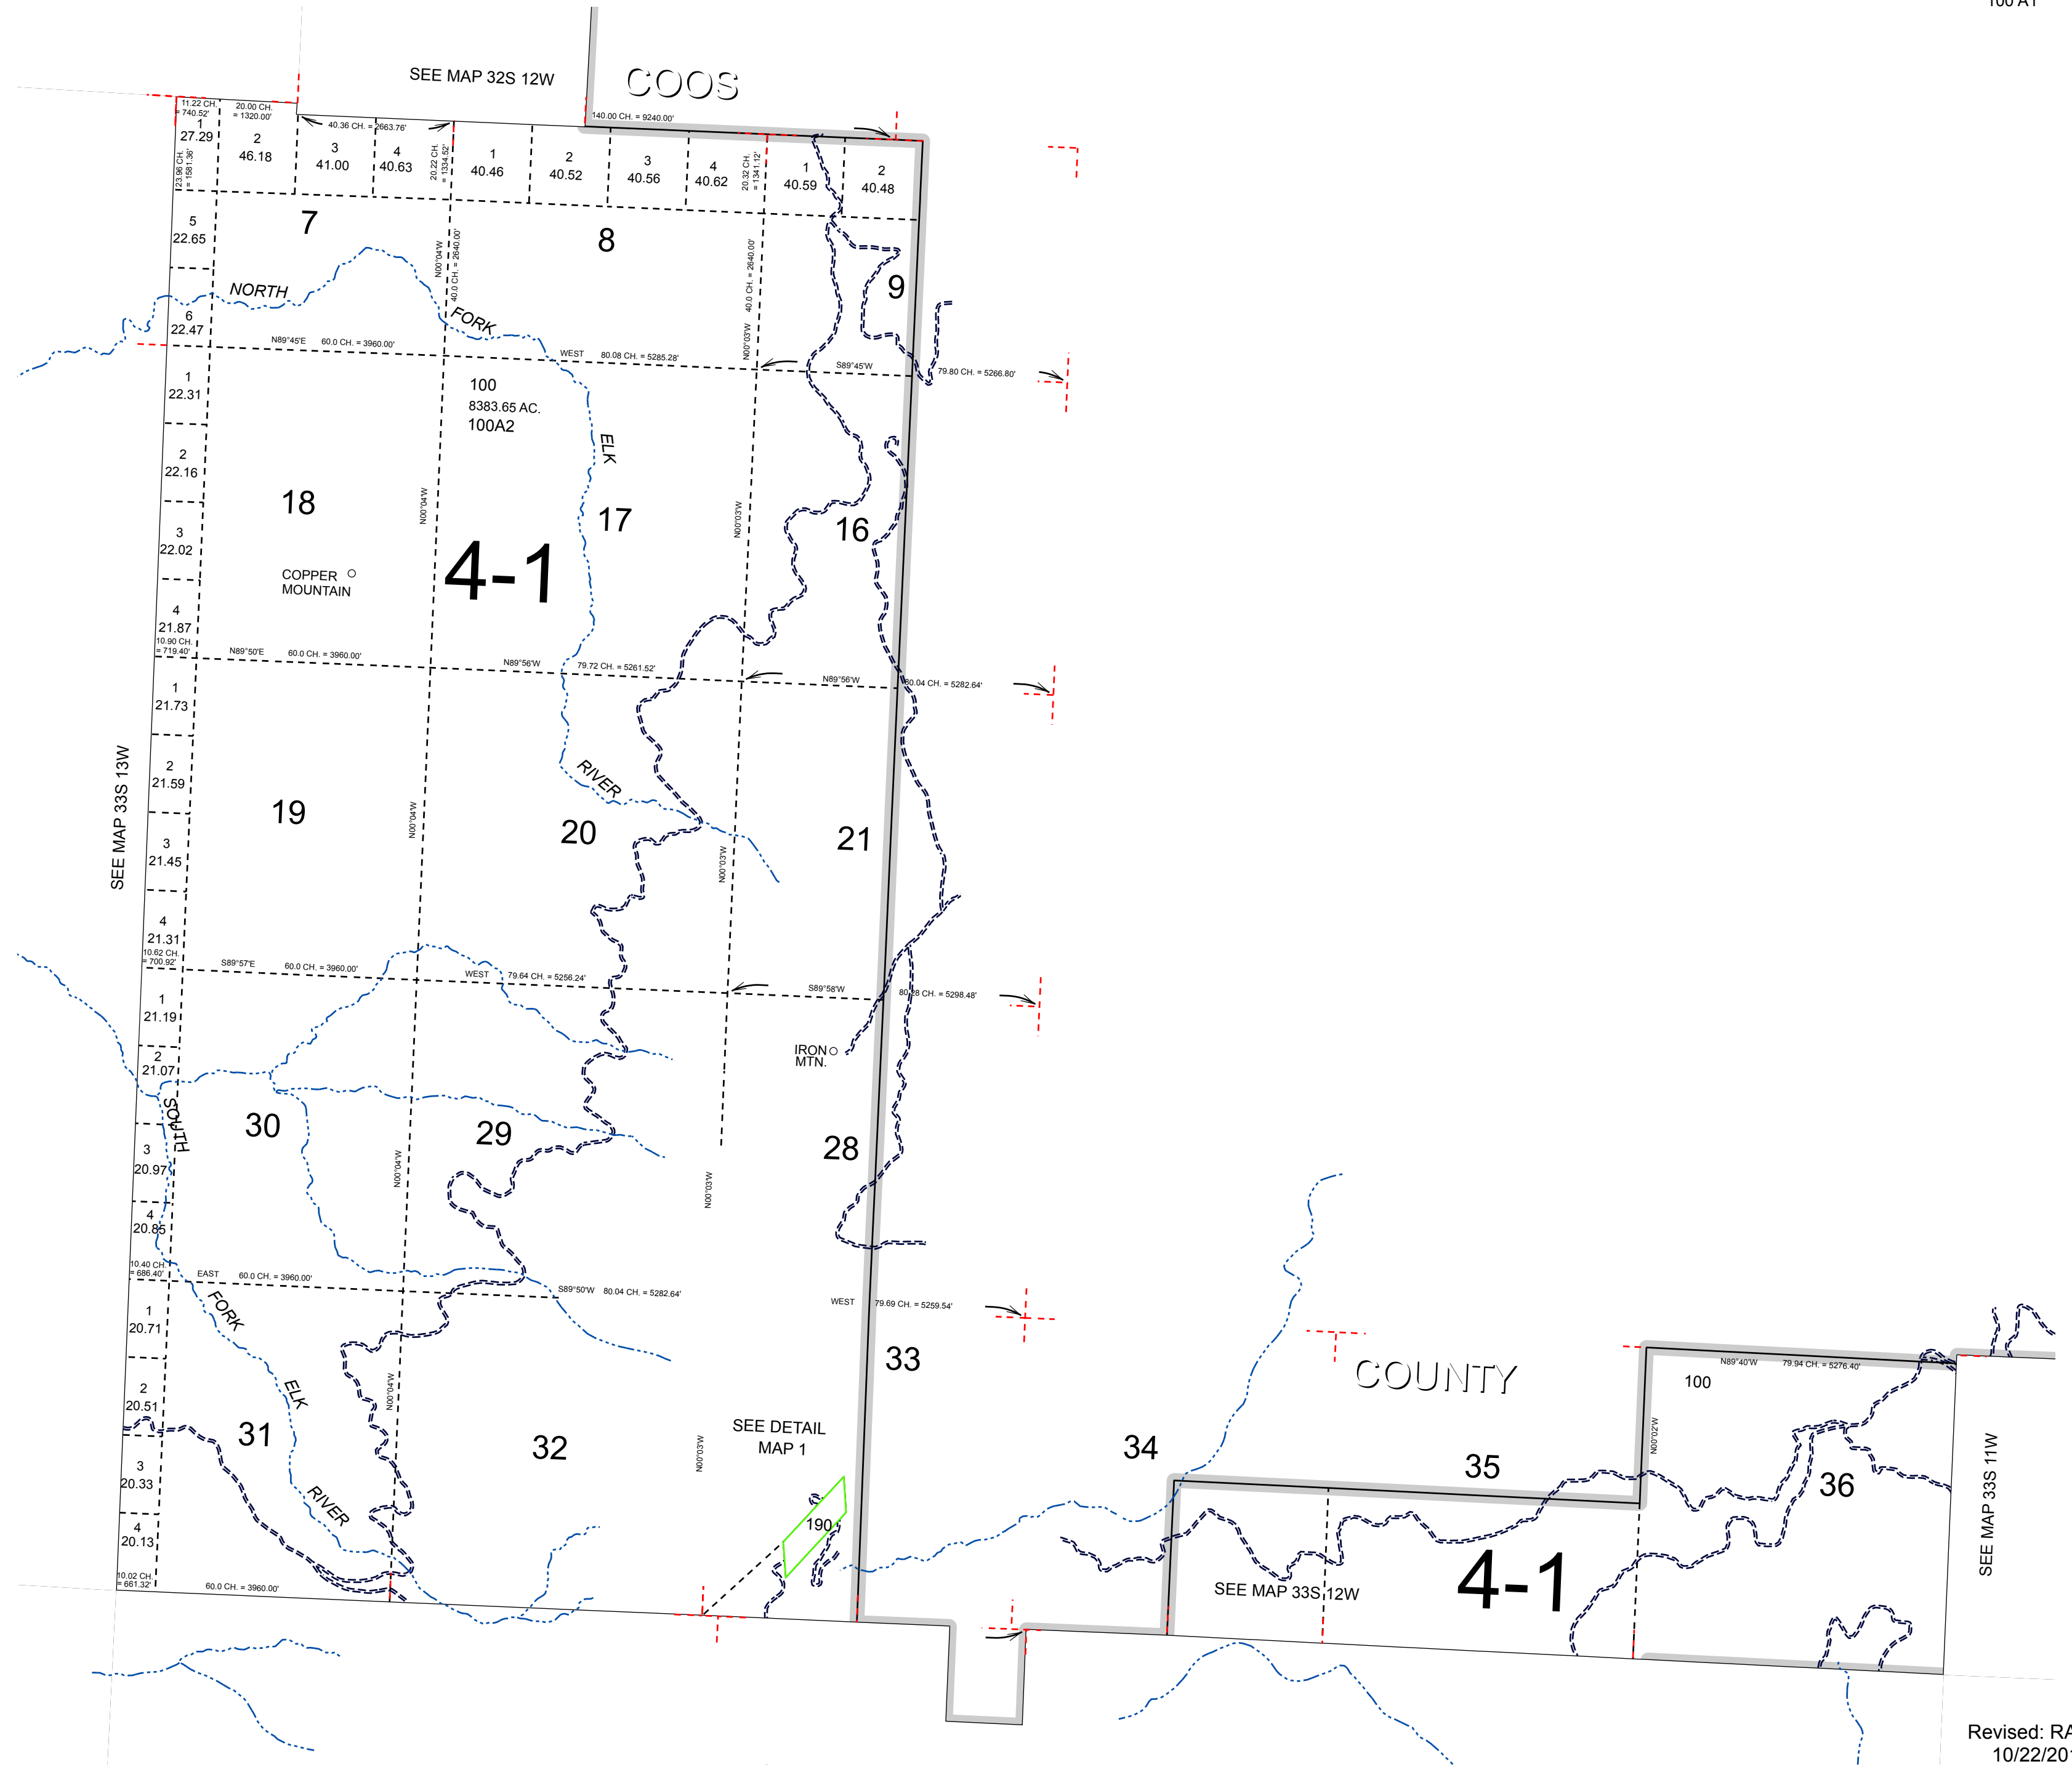 100 A1
SEE MAP 32S 12W
COOS
11.22 CH.
= 740.52'
20.00 CH.
= 1320.00'
40.36 CH. = 2663.76'
140.00 CH. = 9240.00'
23.96 CH.
= 1581.36'
1
27.29
2
46.18
3
41.00
4
40.63
20.22 CH.
= 1334.52'
1
40.46
2
40.52
3
40.56
4
40.62
20.32 CH.
= 1341.12'
1
40.59
2
40.48
5
22.65
7
8
9
N00°04'W
40.0 CH. = 2640.00'
N00°03'W 40.0 CH. = 2640.00'
NORTH
FORK
6
22.47
N89°45'E 60.0 CH. = 3960.00'
WEST 80.08 CH. = 5285.28'
S89°45'W
79.80 CH. = 5266.80'
1
22.31
100
8383.65 AC.
100A2
ELK
2
22.16
18
17
16
N00°04'W
N00°03'W
3
22.02
COPPER
MOUNTAIN
4-1
4
21.87
10.90 CH.
= 719.40'
N89°50'E 60.0 CH. = 3960.00'
N89°56'W 79.72 CH. = 5261.52'
N89°56'W
80.04 CH. = 5282.64'
1
21.73
2
21.59
RIVER
SEE MAP 33S 13W
19
20
21
N00°04'W
N00°03'W
3
21.45
4
21.31
10.62 CH.
= 700.92'
S89°57'E 60.0 CH. = 3960.00'
WEST 79.64 CH. = 5256.24'
S89°58'W
80.28 CH. = 5298.48'
1
21.19
2
21.07
IRON
MTN.
SOUTH
30
29
28
3
20.97
N00°04'W
N00°03'W
4
20.85
10.40 CH.
= 686.40'
EAST 60.0 CH. = 3960.00'
S89°50'W 80.04 CH. = 5282.64'
WEST 79.69 CH. = 5259.54'
FORK
1
20.71
33
COUNTY
N89°40'W 79.94 CH. = 5276.40'
100
2
20.51
ELK
N00°04'W
N00°03'W
SEE DETAIL
MAP 1
31
32
34
35
N00°02'W
36
3
20.33
RIVER
190
SEE MAP 33S 11W
4
20.13
10.02 CH.
= 661.32'
60.0 CH. = 3960.00'
SEE MAP 33S 12W
4-1
Revised: RA
10/22/201